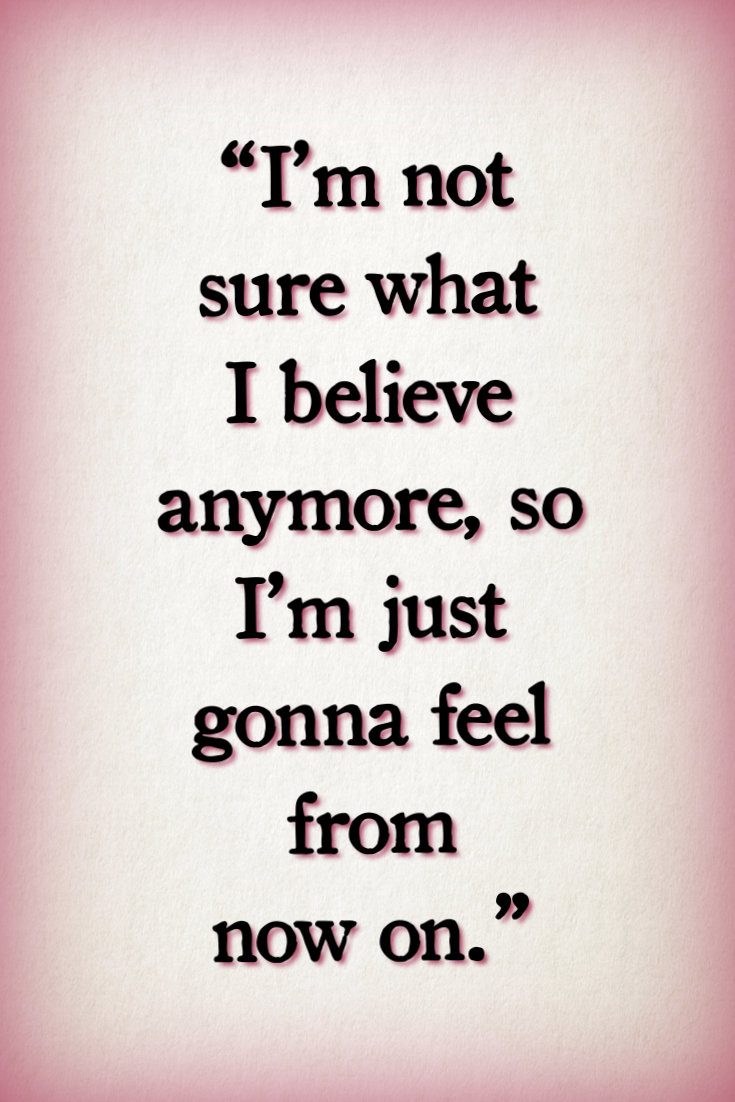 “I’m not
sure what
I believe
anymore, so
I’m just
gonna feel
from
now on.”